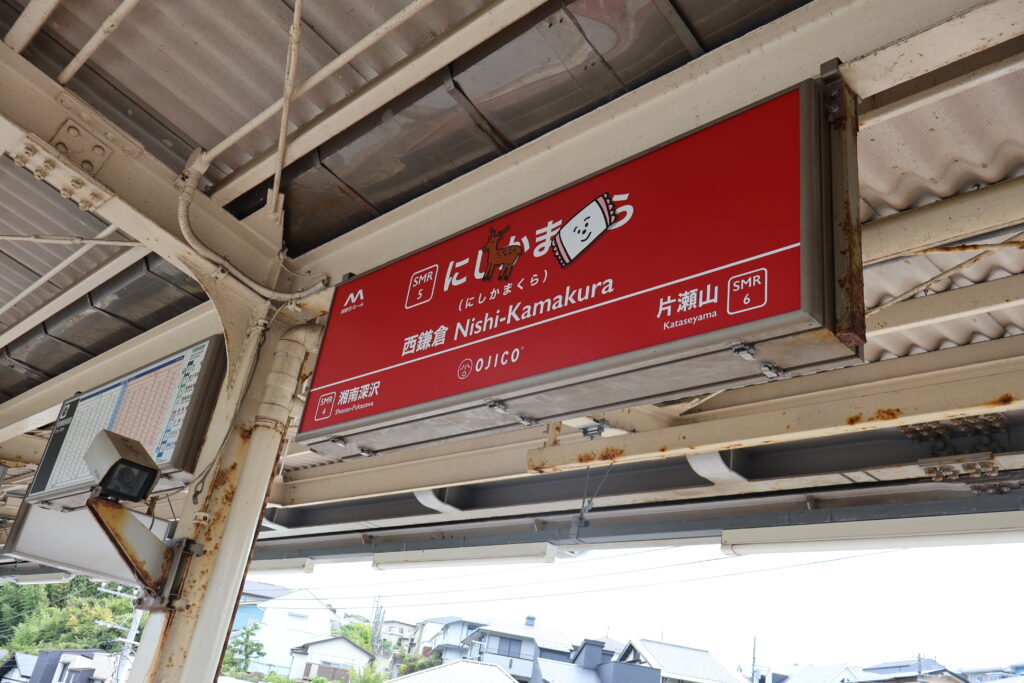 SMR
5
にしかまくら
(にしかまくら)
西鎌倉 Nishi-Kamakura
片瀬山
Kataseyama
SMR
6
OJICO
SMR
4
湘南深沢
Shonan-Fukasawa